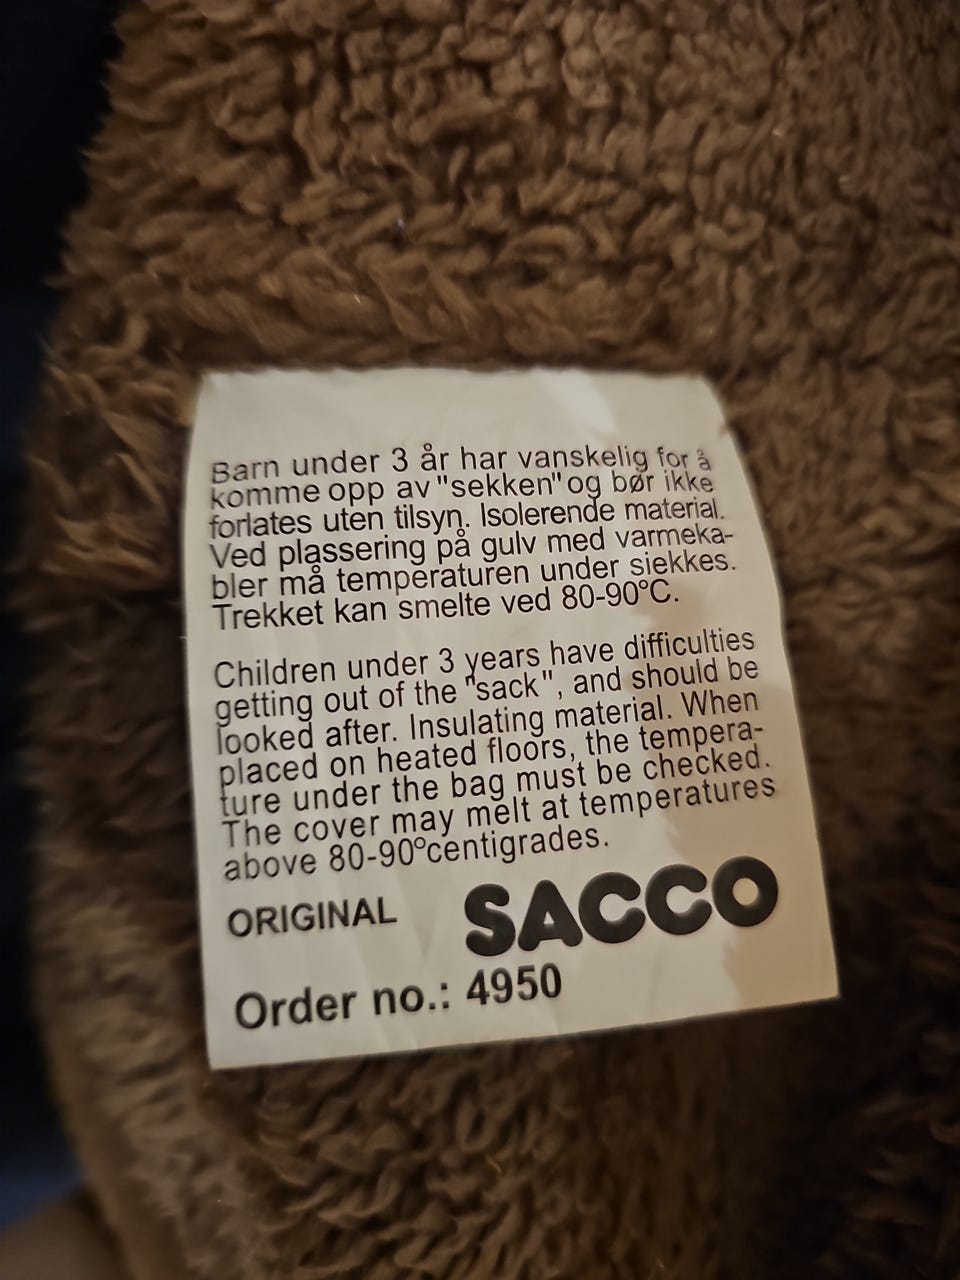 Barn under 3 år har vanskelig for å
komme opp av "sekken" og bør ikke
forlates uten tilsyn. Isolerende material.
Ved plassering på gulv med varmeka-
bler må temperaturen under sjekkes.
Trekket kan smelte ved 80-90°C.
Children under 3 years have difficulties
getting out of the "sack", and should be
looked after. Insulating material. When
placed on heated floors, the tempera-
ture under the bag must be checked.
The cover may melt at temperatures
above 80-90°centigrades.
ORIGINAL SACCO
Order no.: 4950